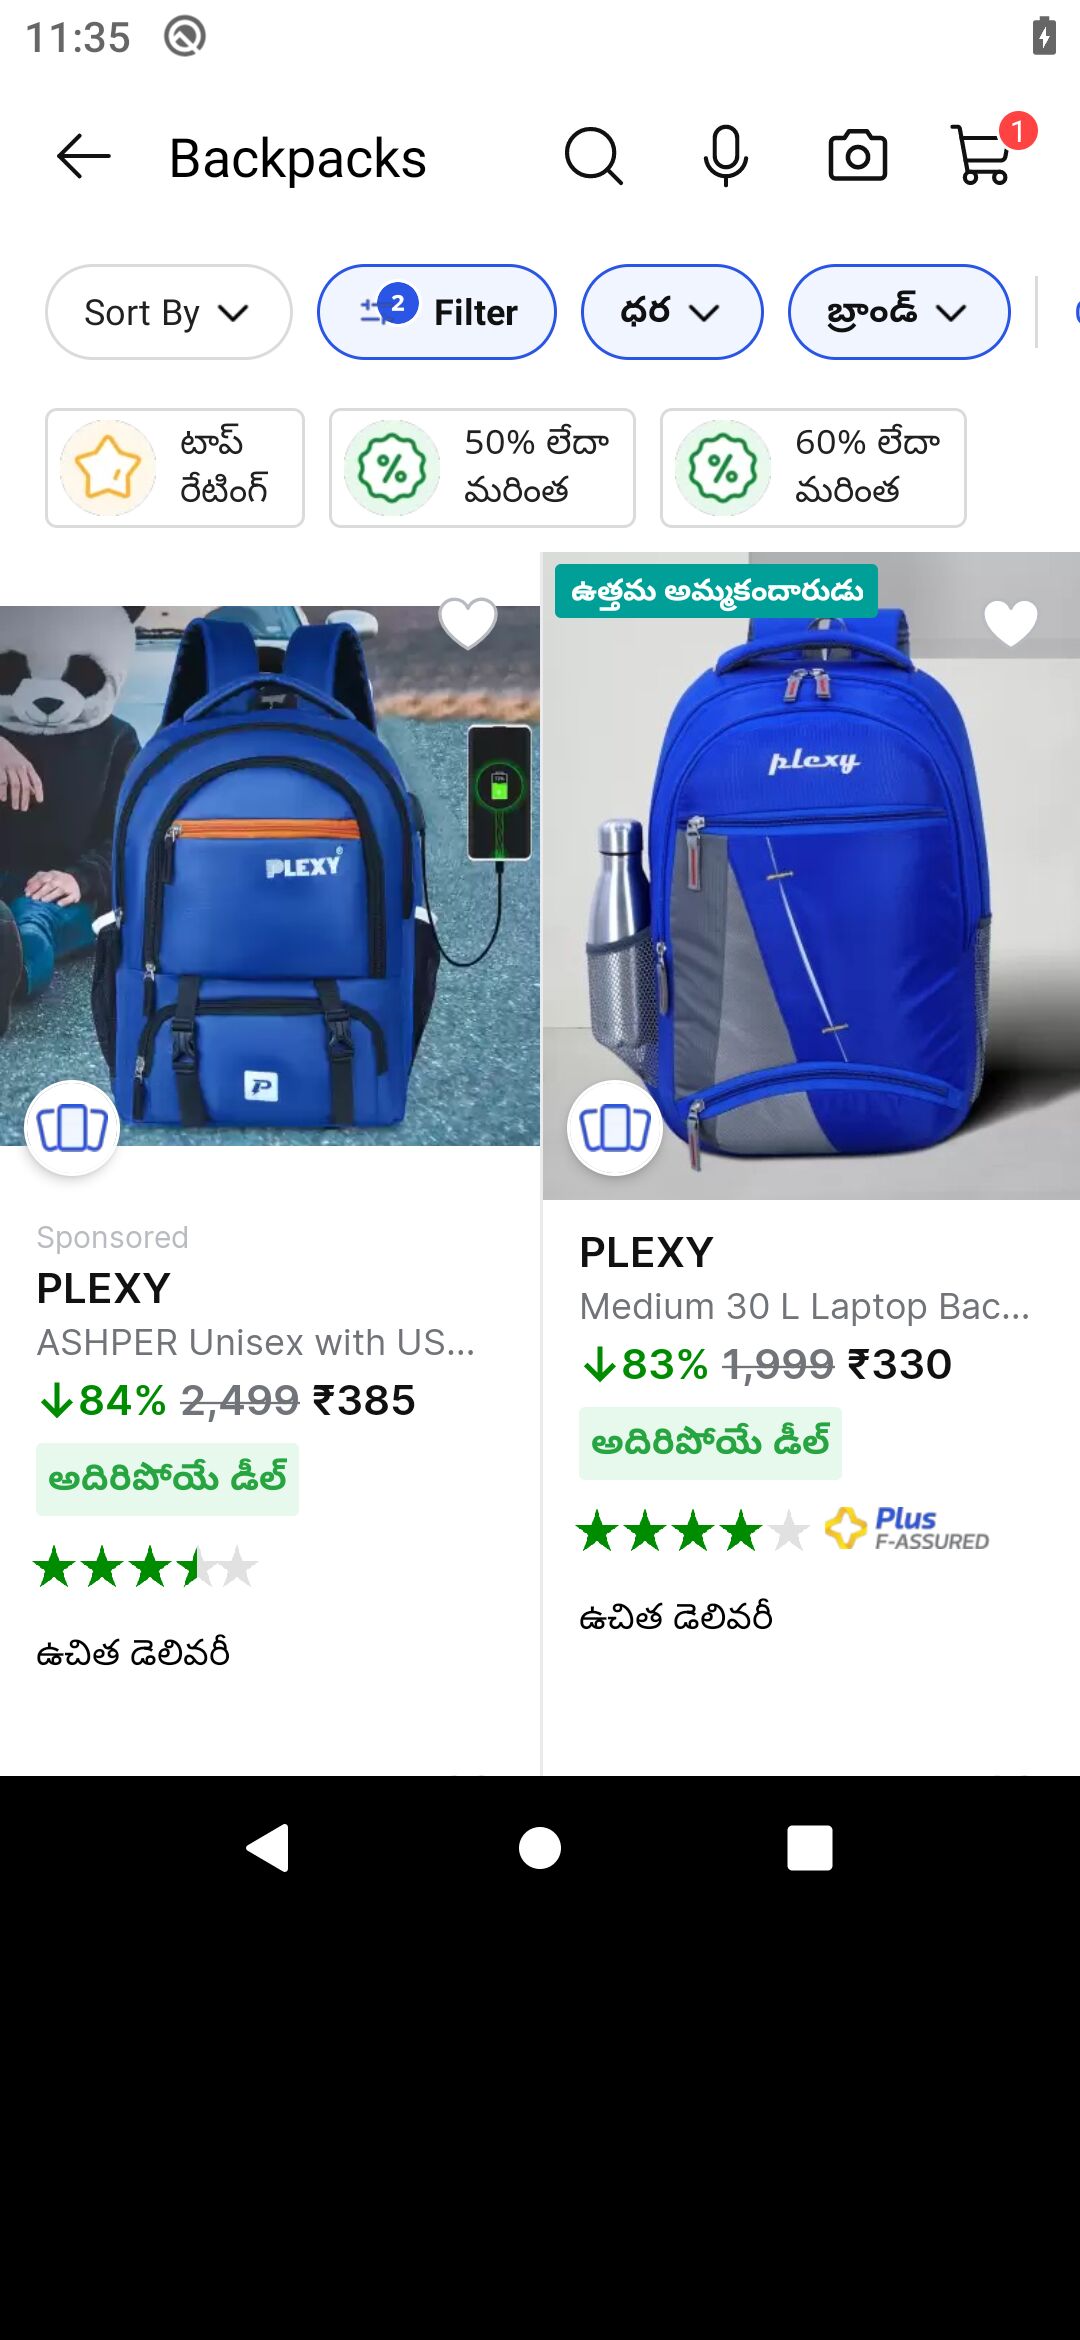 11:35
Backpacks
1
Sort By
2
Filter
ధర
బ్రాండ్
టాప్
రేటింగ్
50% లేదా
మరింత
60% లేదా
మరింత
ఉత్తమ అమ్మకందారుడు
PLEXY
P
plexy
Sponsored
PLEXY
ASHPER Unisex with US...
↓84% 2,499 ₹385
అదిరిపోయే డీల్
ఉచిత డెలివరీ
PLEXY
Medium 30 L Laptop Bac...
↓83% 1,999 ₹330
అదిరిపోయే డీల్
Plus
F-ASSURED
ఉచిత డెలివరీ